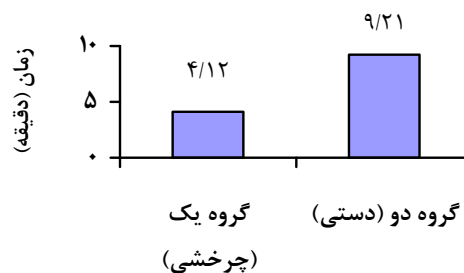 زمان (دقیقه)
۱۰
۵
۰
۴/۱۲
۹/۲۱
گروه یک
(چرخشی)
گروه دو (دستی)